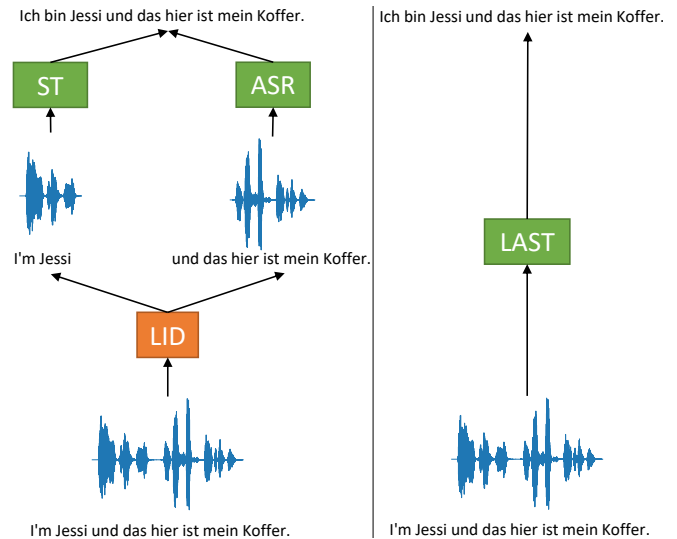 Ich bin Jessi und das hier ist mein Koffer.
ST
ASR
I'm Jessi
und das hier ist mein Koffer.
LID
I'm Jessi und das hier ist mein Koffer.
Ich bin Jessi und das hier ist mein Koffer.
LAST
I'm Jessi und das hier ist mein Koffer.